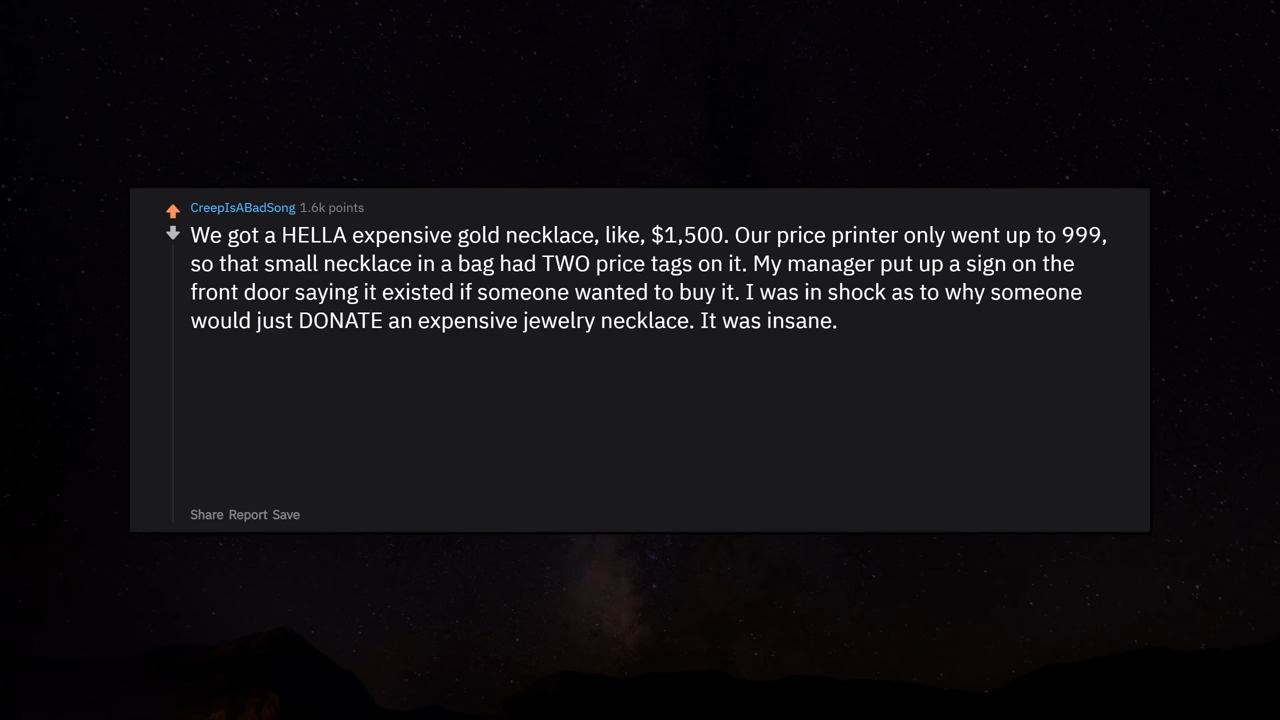 CreepIsABadSong 1.6k points
We got a HELLA expensive gold necklace, like, $1,500. Our price printer only went up to 999,
so that small necklace in a bag had TWO price tags on it. My manager put up a sign on the
front door saying it existed if someone wanted to buy it. I was in shock as to why someone
would just DONATE an expensive jewelry necklace. It was insane.
Share Report Save